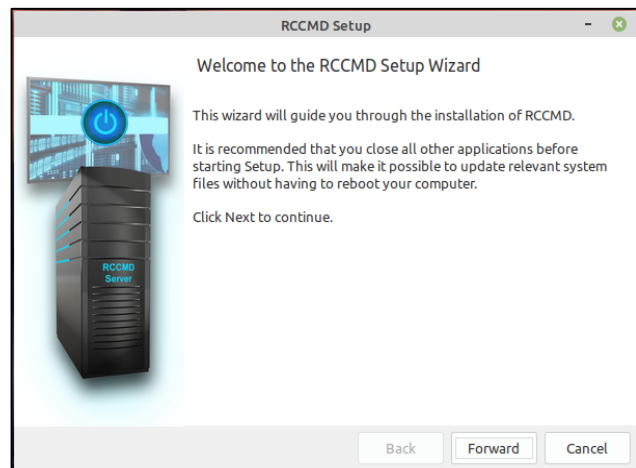 RCCMD Setup
Welcome to the RCCMD Setup Wizard
This wizard will guide you through the installation of RCCMD.
It is recommended that you close all other applications before
starting Setup. This will make it possible to update relevant system
files without having to reboot your computer.
Click Next to continue.
RCCMD
Server
Back
Forward
Cancel